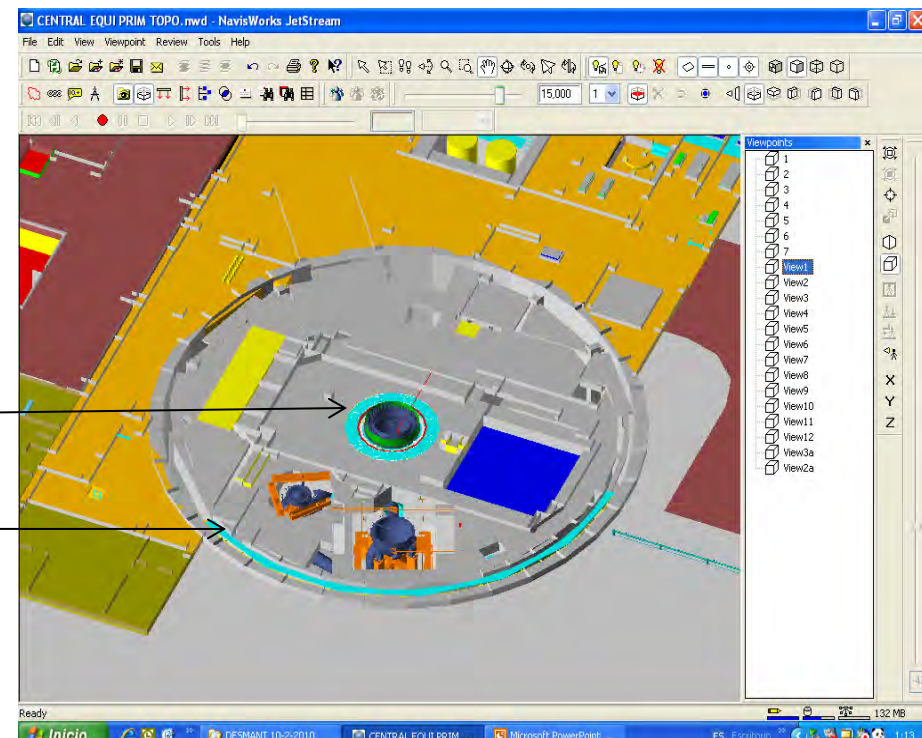 CENTRAL EQUI PRIM TOPO.nwd - NavisWorks JetStream
File Edit View Viewpoint Review Tools Help
15,000 1
Viewpoints
1
2
3
4
5
6
7
View1
View2
View3
View4
View5
View6
View7
View8
View9
View10
View11
View12
View3a
View2a
X
Y
Z
Ready
132 MB
Inicio
DESMANT 10-2-2010
CENTRAL EQUI PRIM
Microsoft PowerPoint
ES
1:13